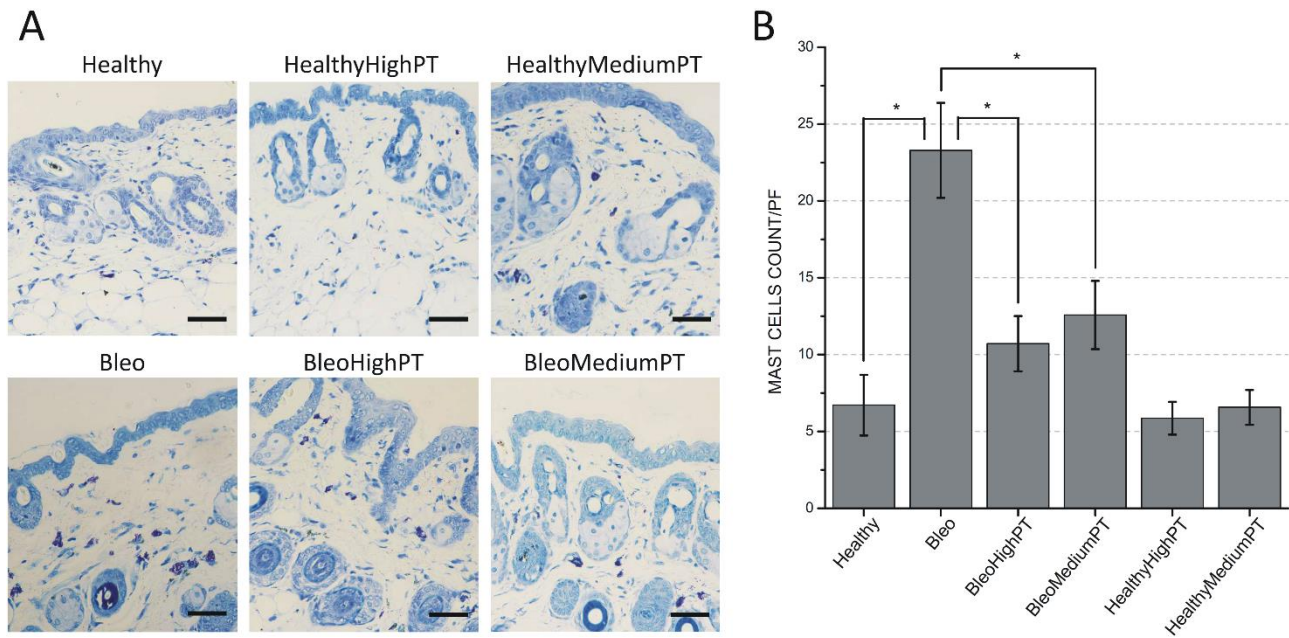 A
Healthy
HealthyHighPT
HealthyMediumPT
Bleo
BleoHighPT
BleoMediumPT
B
MAST CELLS COUNT/PF
30
25
20
15
10
5
0
*
*
*
Healthy
Bleo
BleoHighPT
BleoMediumPT
HealthyHighPT
HealthyMediumPT